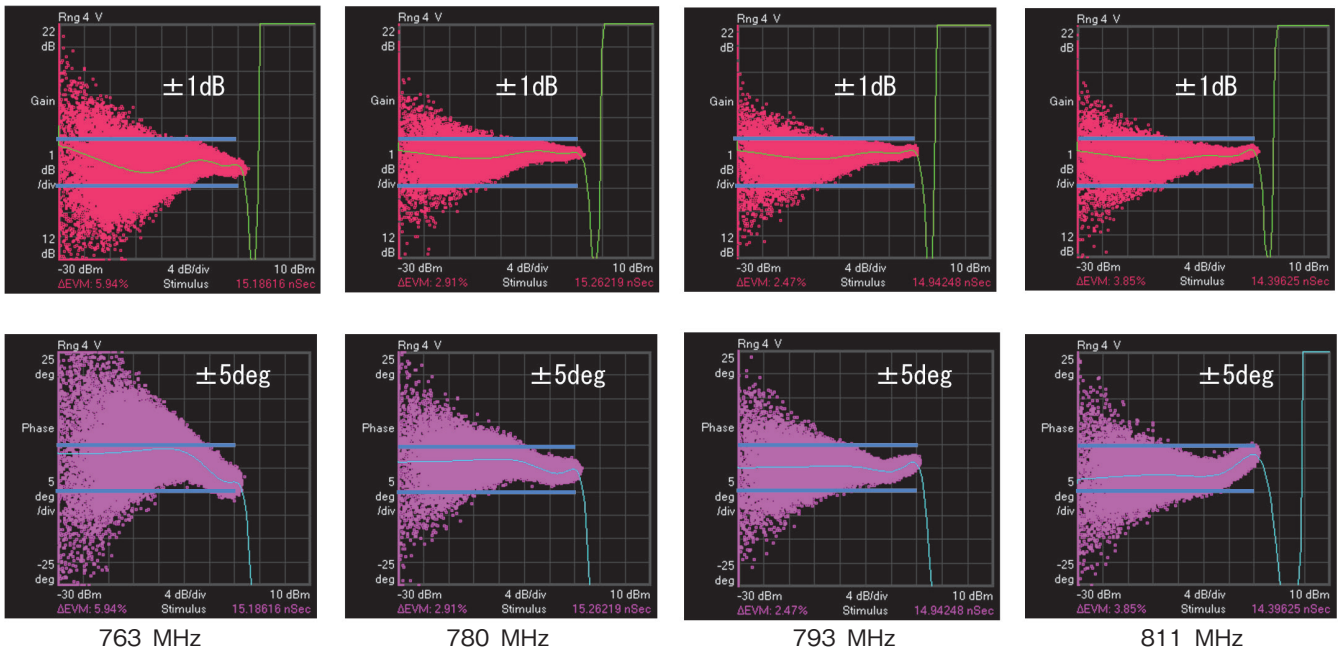 Rng 4 V
22
dB
±1dB
Gain
1
dB
/div
12
dB
-30 dBm 4 dB/div 10 dBm
ΔEVM: 5.94% Stimulus 15.18616 nSec
Rng 4 V
22
dB
±1dB
Gain
1
dB
/div
12
dB
-30 dBm 4 dB/div 10 dBm
ΔEVM: 2.91% Stimulus 15.26219 nSec
Rng 4 V
22
dB
±1dB
Gain
1
dB
/div
12
dB
-30 dBm 4 dB/div 10 dBm
ΔEVM: 2.47% Stimulus 14.94248 nSec
Rng 4 V
22
dB
±1dB
Gain
1
dB
/div
12
dB
-30 dBm 4 dB/div 10 dBm
ΔEVM: 3.85% Stimulus 14.39625 nSec
Rng 4 V
25
deg
±5deg
Phase
5
deg
/div
-25
deg
-30 dBm 4 dB/div 10 dBm
ΔEVM: 5.94% Stimulus 15.18616 nSec
763 MHz
Rng 4 V
25
deg
±5deg
Phase
5
deg
/div
-25
deg
-30 dBm 4 dB/div 10 dBm
ΔEVM: 2.91% Stimulus 15.26219 nSec
780 MHz
Rng 4 V
25
deg
±5deg
Phase
5
deg
/div
-25
deg
-30 dBm 4 dB/div 10 dBm
ΔEVM: 2.47% Stimulus 14.94248 nSec
793 MHz
Rng 4 V
25
deg
±5deg
Phase
5
deg
/div
-25
deg
-30 dBm 4 dB/div 10 dBm
ΔEVM: 3.85% Stimulus 14.39625 nSec
811 MHz